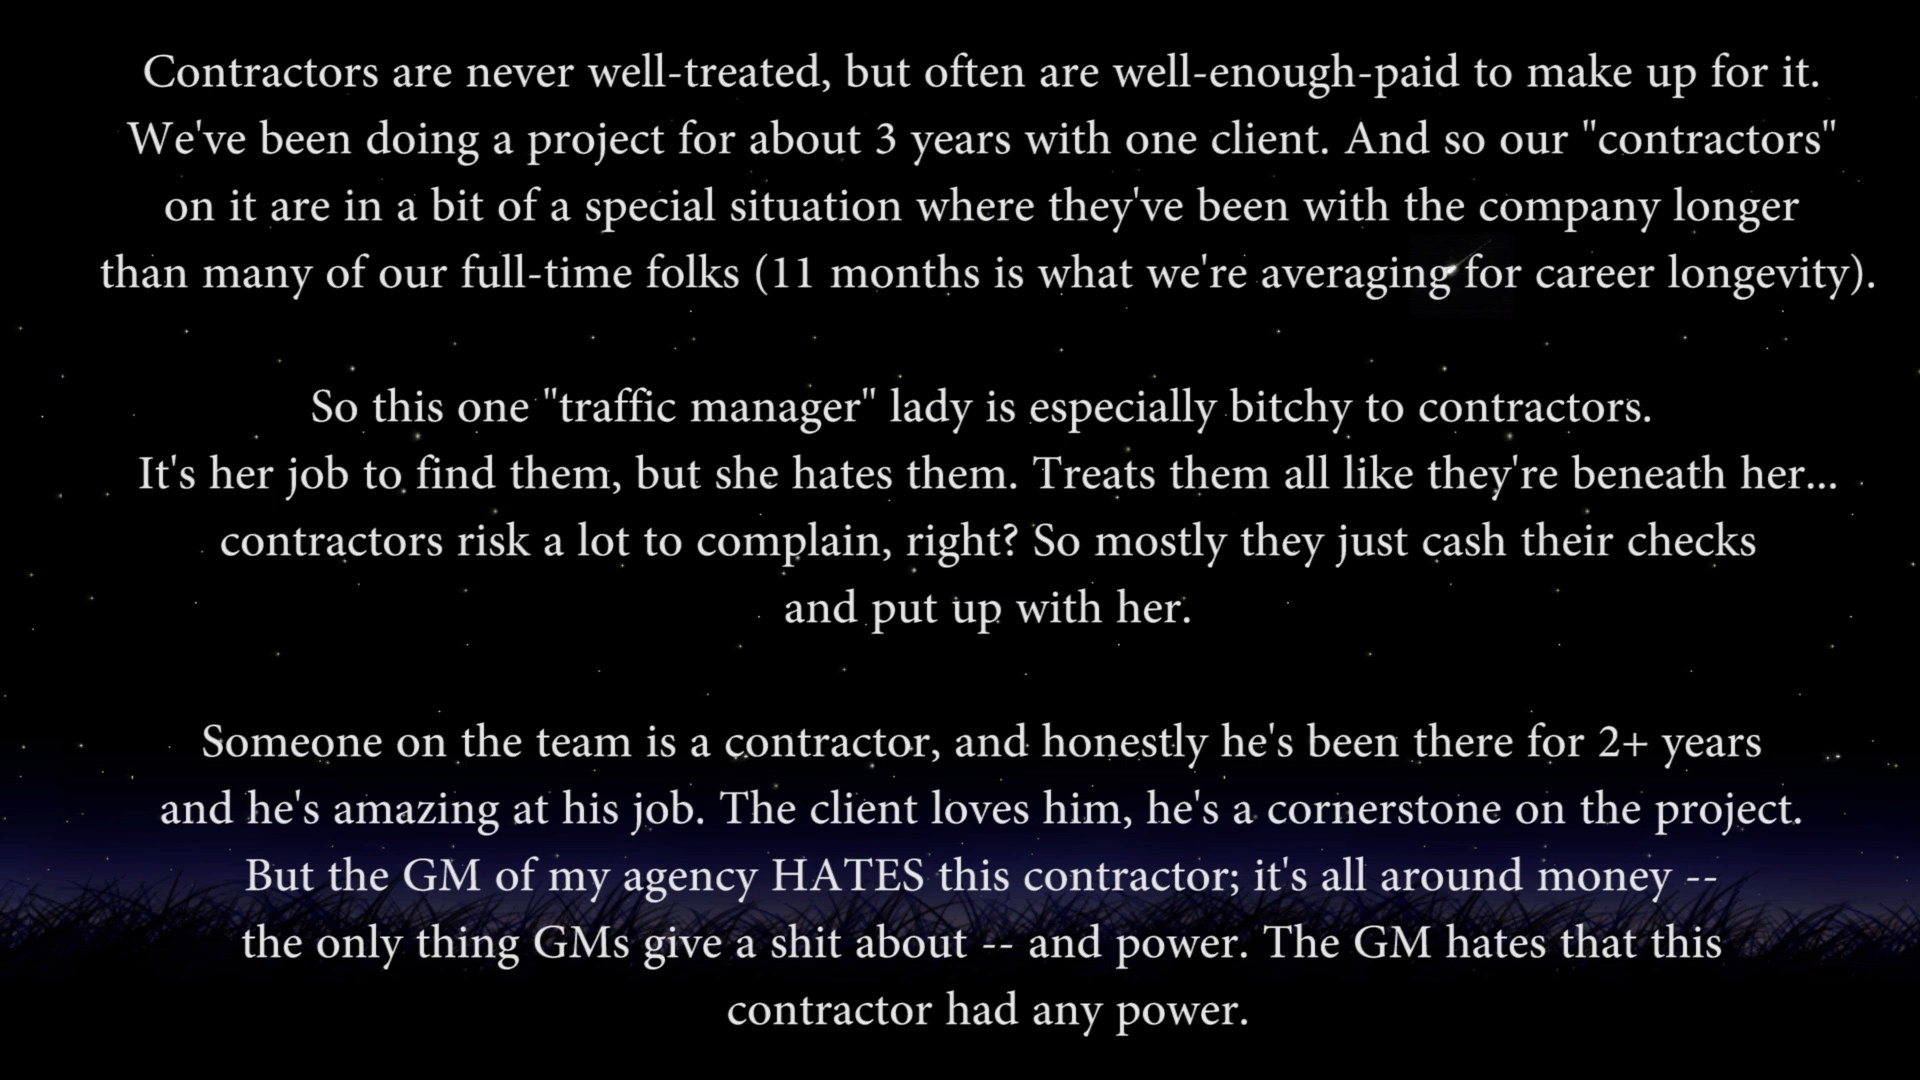 Contractors are never well-treated, but often are well-enough-paid to make up for it.
We've been doing a project for about 3 years with one client. And so our "contractors"
on it are in a bit of a special situation where they've been with the company longer
than many of our full-time folks (11 months is what we're averaging for career longevity).
So this one "traffic manager" lady is especially bitchy to contractors.
It's her job to find them, but she hates them. Treats them all like they're beneath her...
contractors risk a lot to complain, right? So mostly they just cash their checks
and put up with her.
Someone on the team is a contractor, and honestly he's been there for 2+ years
and he's amazing at his job. The client loves him, he's a cornerstone on the project.
But the GM of my agency HATES this contractor; it's all around money --
the only thing GMs give a shit about -- and power. The GM hates that this
contractor had any power.